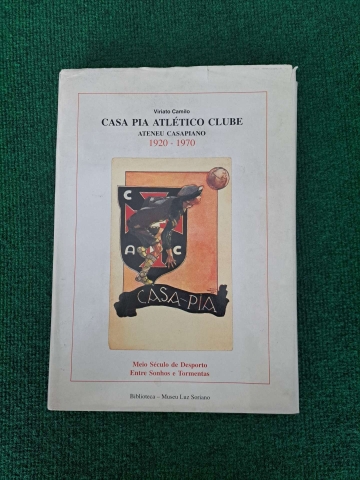 Viriato Camilo
CASA PIA ATLÉTICO CLUBE
ATENEU CASAPIANO
1920 - 1970
C
C
A
C
CASA-PIA
Meio Século de Desporto
Entre Sonhos e Tormentas
Biblioteca - Museu Luz Soriano